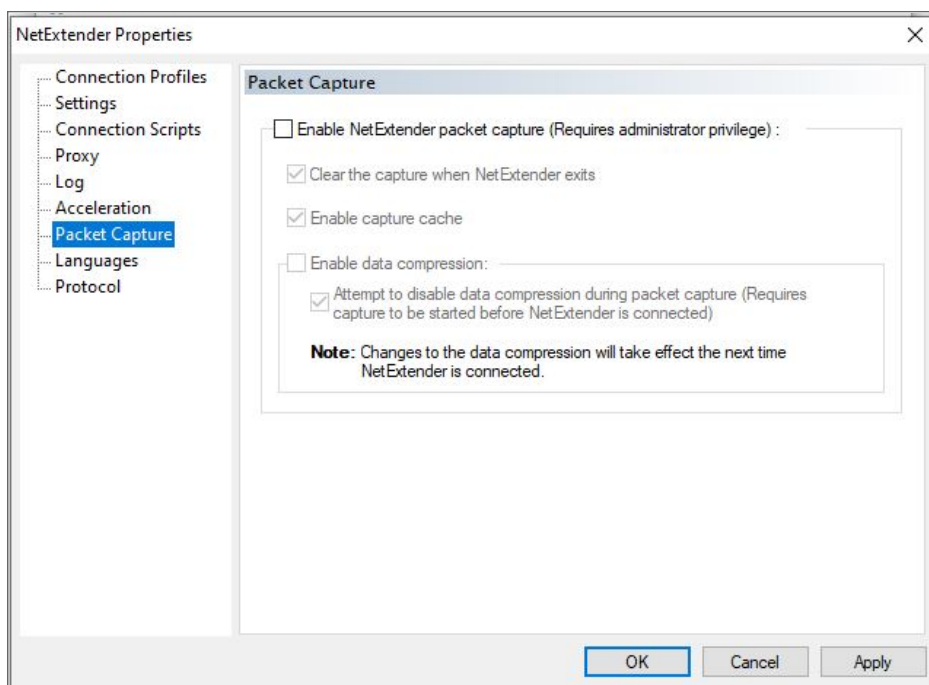 NetExtender Properties
Connection Profiles
Settings
Connection Scripts
Proxy
Log
Acceleration
Packet Capture
Languages
Protocol
Packet Capture
Enable NetExtender packet capture (Requires administrator privilege) :
Clear the capture when NetExtender exits
Enable capture cache
Enable data compression:
Attempt to disable data compression during packet capture (Requires
capture to be started before NetExtender is connected)
Note: Changes to the data compression will take effect the next time
NetExtender is connected.
OK
Cancel
Apply